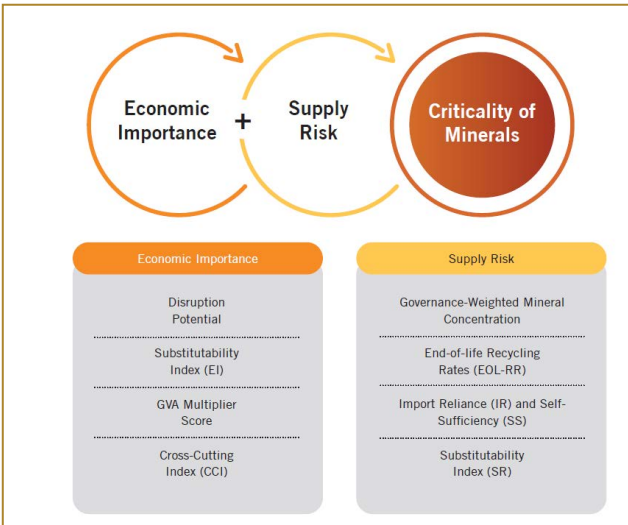 Economic
Importance
+
Supply
Risk
Criticality of
Minerals
Economic Importance
Disruption
Potential
Substitutability
Index (EI)
GVA Multiplier
Score
Cross-Cutting
Index (CCI)
Supply Risk
Governance-Weighted Mineral
Concentration
End-of-life Recycling
Rates (EOL-RR)
Import Reliance (IR) and Self-
Sufficiency (SS)
Substitutability
Index (SR)